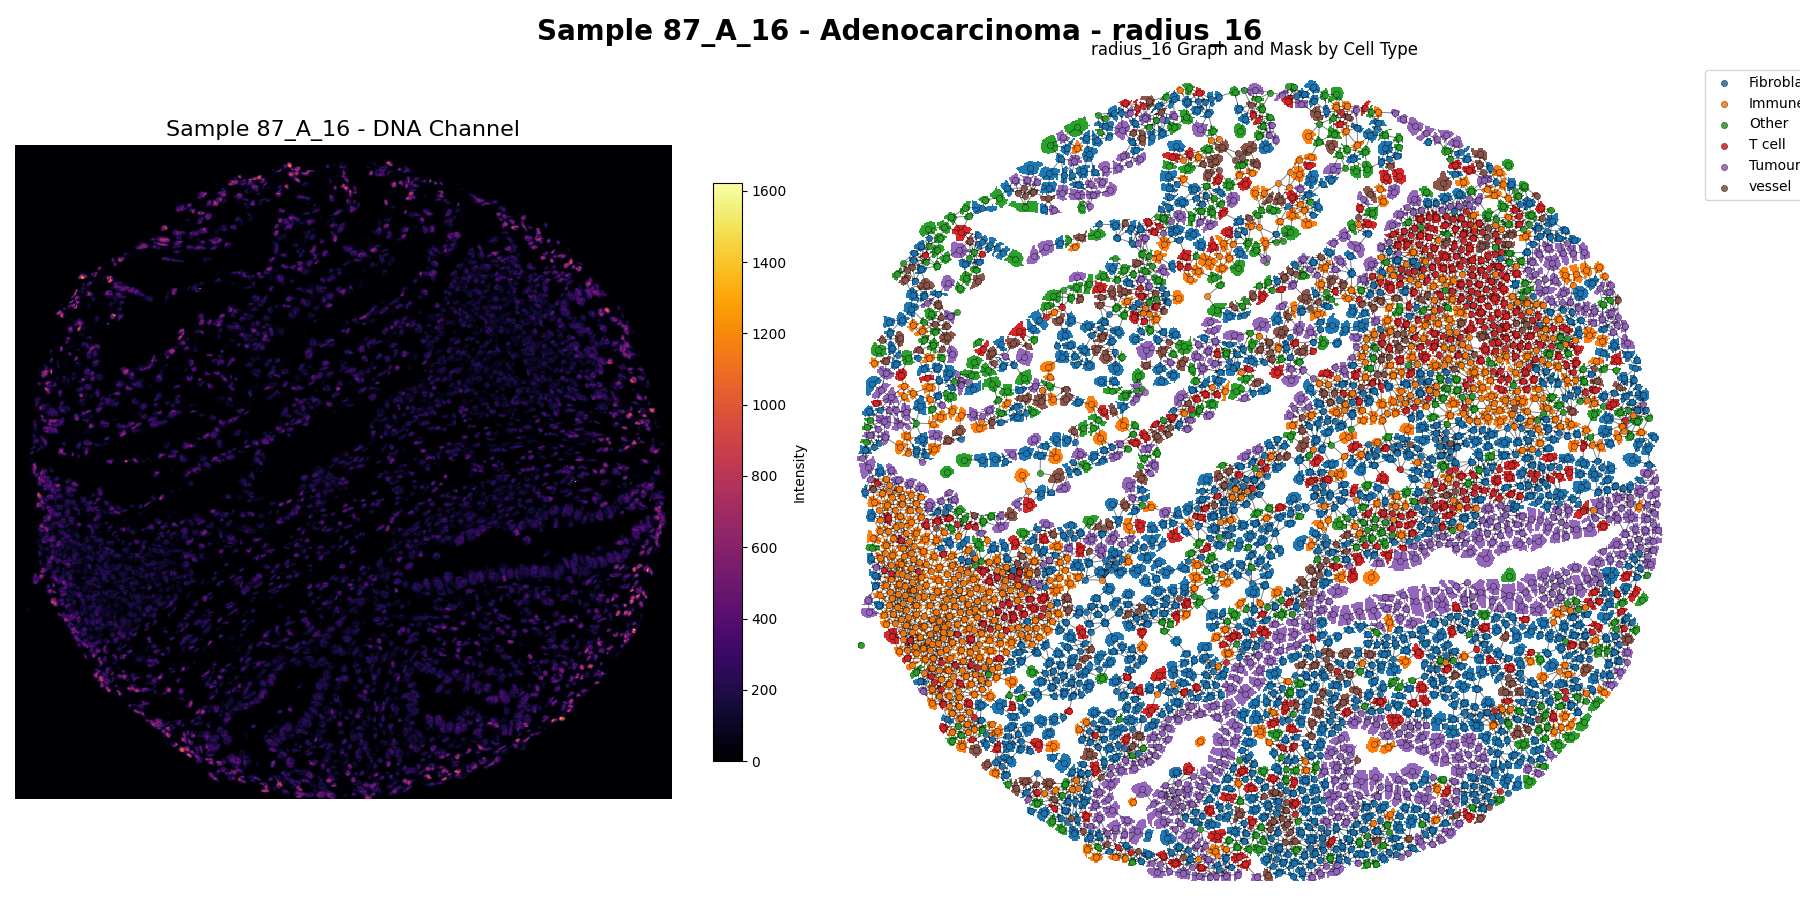 Sample 87_A_16 - Adenocarcinoma - radius_16
radius_16 Graph and Mask by Cell Type
Sample 87_A_16 - DNA Channel
1600
1400
1200
1000
800
600
400
200
0
Intensity
Fibrobla
Immune
Other
T cell
Tumour
vessel